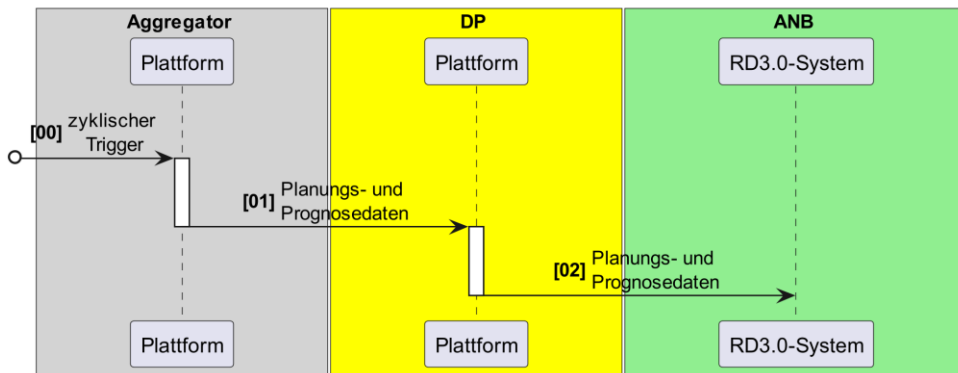 Aggregator
DP
ANB
Plattform
Plattform
RD3.0-System
[00] zyklischer
Trigger
[01] Planungs- und
Prognosedaten
[02] Planungs- und
Prognosedaten
Plattform
Plattform
RD3.0-System